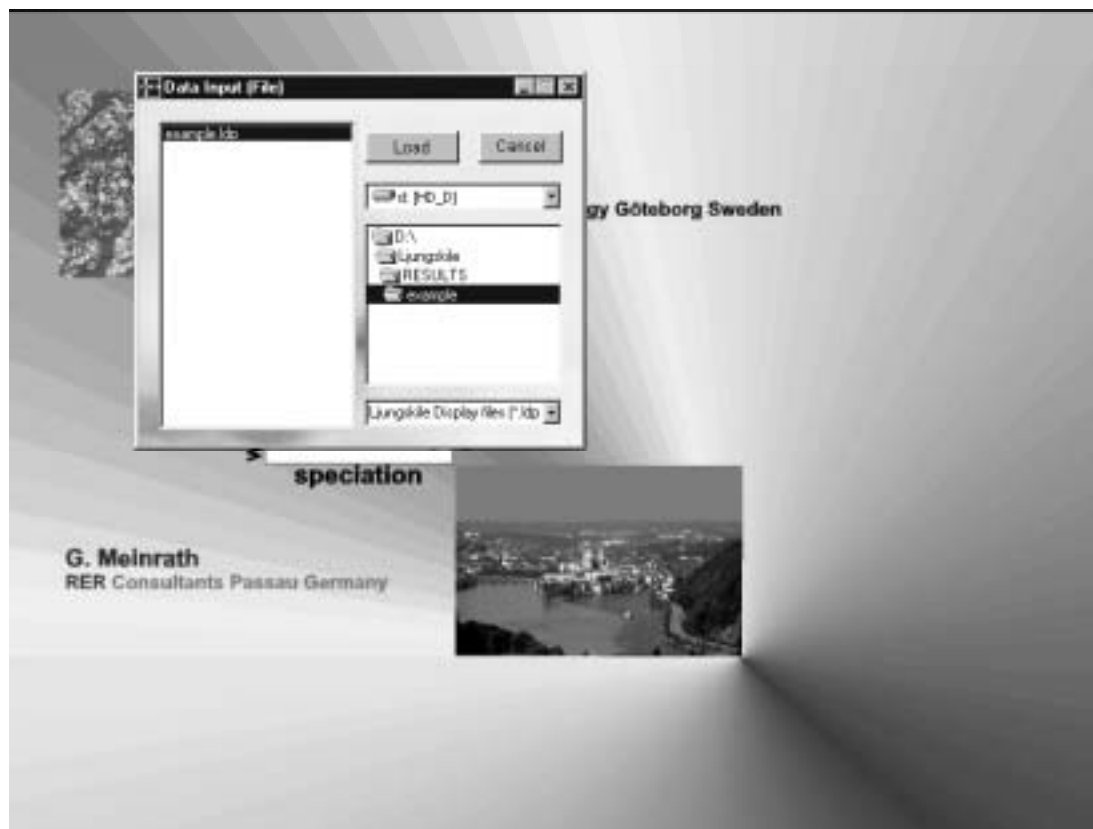 Data Input (File)
example.ldp
Load
Cancel
d: [HD_D]
D:\
Ljungskile
RESULTS
example
Ljungskile Display files (*.ldp
gy Göteborg Sweden
speciation
G. Meinrath
RER Consultants Passau Germany